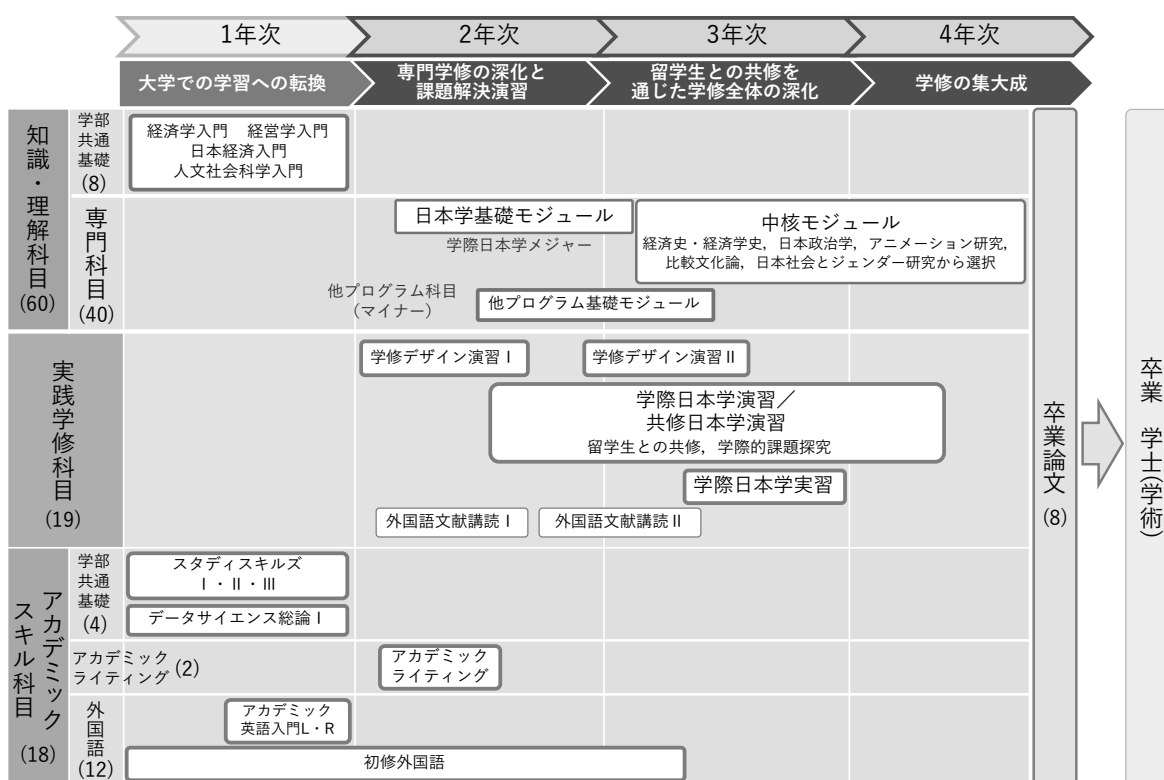 1年次
2年次
3年次
4年次
大学での学習への転換
専門学修の深化と
課題解決演習
留学生との共修を
通じた学修全体の深化
学修の集大成
知識・理解科目
(60)
学部
共通
基礎
(8)
経済学入門　経営学入門
日本経済入門
人文社会科学入門
専門科目
(40)
日本学基礎モジュール
学際日本学メジャー
中核モジュール
経済史・経済学史，日本政治学，アニメーション研究，
比較文化論，日本社会とジェンダー研究から選択
他プログラム科目
（マイナー）
他プログラム基礎モジュール
実践学修科目
(19)
学修デザイン演習Ⅰ
学修デザイン演習Ⅱ
学際日本学演習／
共修日本学演習
留学生との共修，学際的課題探究
学際日本学実習
外国語文献講読Ⅰ
外国語文献講読Ⅱ
アカデミック
スキル科目
(18)
学部
共通
基礎
(4)
スタディスキルズ
Ⅰ・Ⅱ・Ⅲ
データサイエンス総論Ⅰ
アカデミック
ライティング (2)
アカデミック
ライティング
外国語
(12)
アカデミック
英語入門L・R
初修外国語
卒業論文
(8)
卒業　学士(学術)